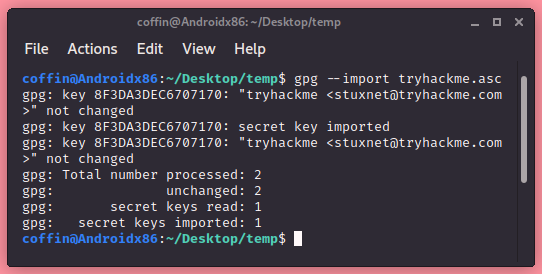 coffin@Androidx86:~/Desktop/temp
File Actions Edit View Help
coffin@Androidx86:~/Desktop/temp$ gpg --import tryhackme.asc
gpg: key 8F3DA3DEC6707170: "tryhackme <stuxnet@tryhackme.com
>" not changed
gpg: key 8F3DA3DEC6707170: secret key imported
gpg: key 8F3DA3DEC6707170: "tryhackme <stuxnet@tryhackme.com
>" not changed
gpg: Total number processed: 2
gpg:              unchanged: 2
gpg:       secret keys read: 1
gpg:   secret keys imported: 1
coffin@Androidx86:~/Desktop/temp$